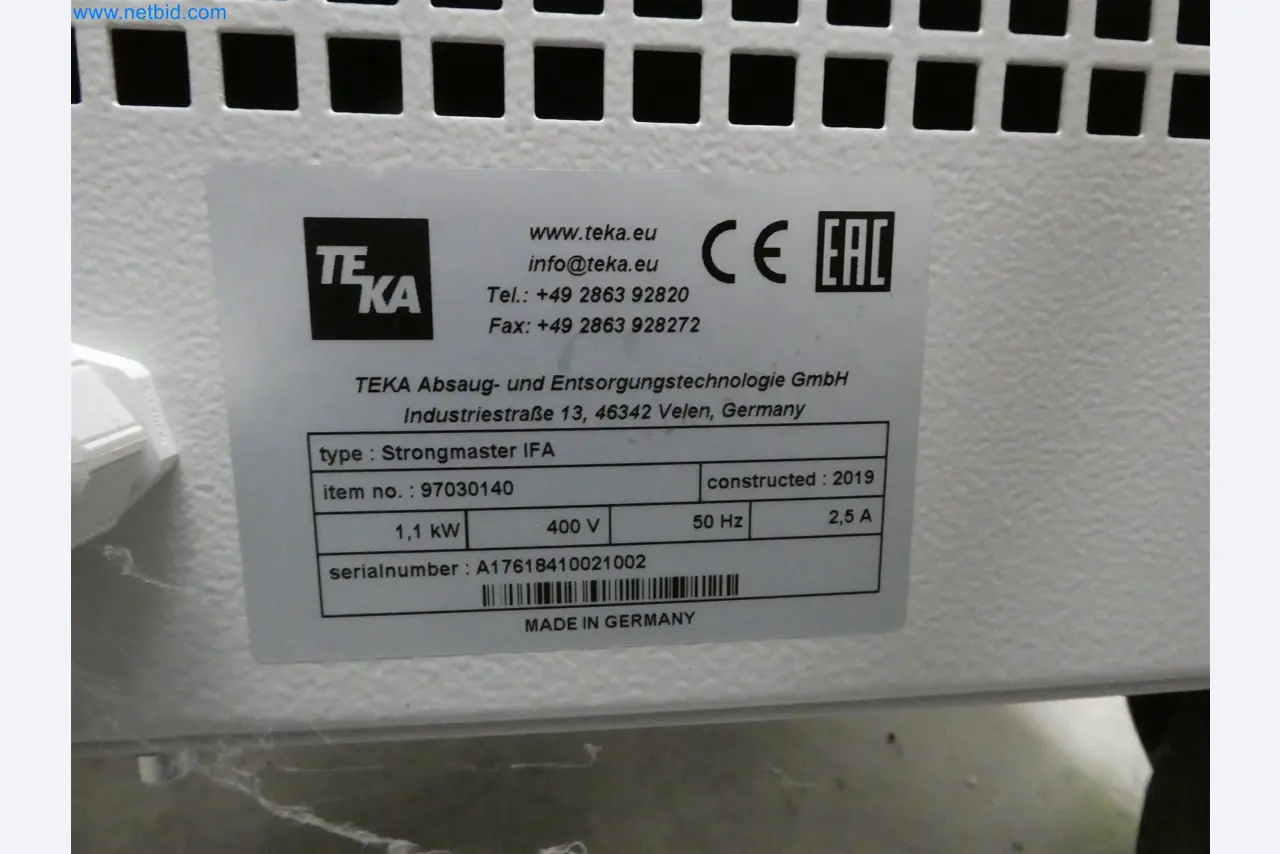 www.netbid.com
TEKA
www.teka.eu
info@teka.eu
Tel.: +49 2863 92820
Fax: +49 2863 928272
CE
EAC
TEKA Absaug- und Entsorgungstechnologie GmbH
Industriestraße 13, 46342 Velen, Germany
type : Strongmaster IFA
item no. : 97030140 constructed : 2019
1,1 kW 400 V 50 Hz 2,5 A
serialnumber : A17618410021002
MADE IN GERMANY